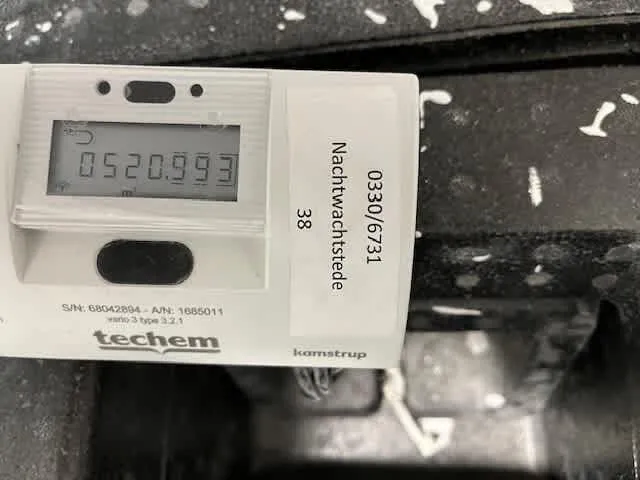 0520.993
m³
S/N: 68042894 - A/N: 1685011
vario 3 type 3.2.1
techem
kamstrup
0330/6731
Nachtwachtstede
38